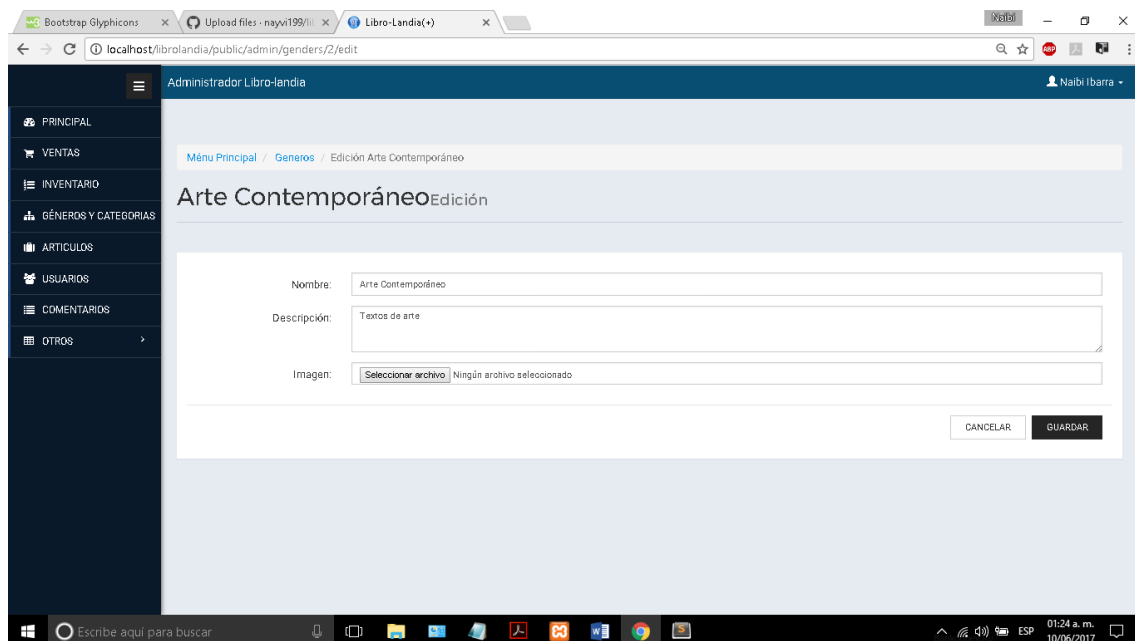 Bootstrap Glyphicons
Upload files · nayvi199/li
Libro-Landia(+)
Naibi
localhost/librolandia/public/admin/genders/2/edit
ABP
Administrador Libro-landia
Naibi Ibarra
PRINCIPAL
VENTAS
INVENTARIO
GÉNEROS Y CATEGORIAS
ARTICULOS
USUARIOS
COMENTARIOS
OTROS
Ménu Principal / Generos / Edición Arte Contemporáneo
Arte Contemporáneo Edición
Nombre: Arte Contemporáneo
Descripción: Textos de arte
Imagen: Seleccionar archivo Ningún archivo seleccionado
CANCELAR GUARDAR
Escribe aquí para buscar
ESP
01:24 a. m.
10/06/2017